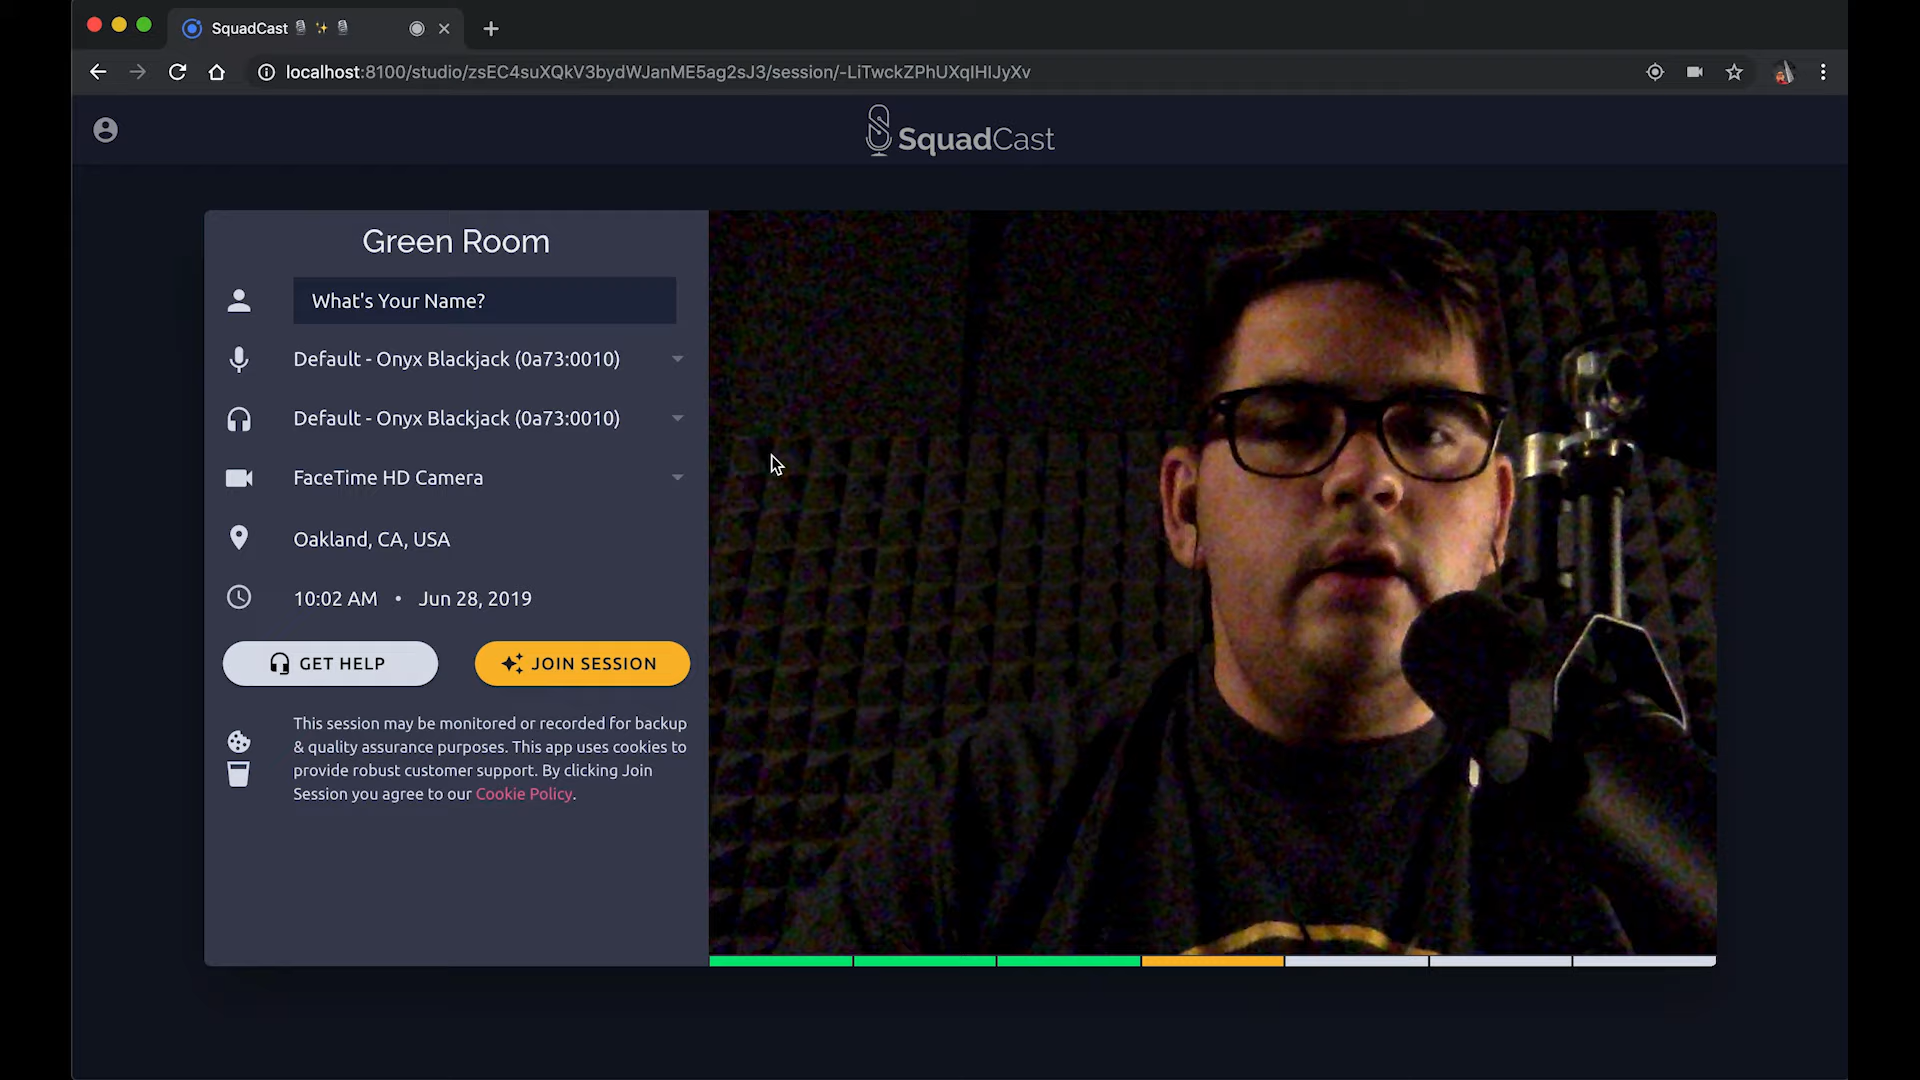 SquadCast 🎙️ ✨ 🎙️
localhost:8100/studio/zsEC4suXQkV3bydWJanME5ag2sJ3/session/-LiTwckZPhUXqIHIJyXv
SquadCast
Green Room
What's Your Name?
Default - Onyx Blackjack (0a73:0010)
Default - Onyx Blackjack (0a73:0010)
FaceTime HD Camera
Oakland, CA, USA
10:02 AM • Jun 28, 2019
GET HELP
JOIN SESSION
This session may be monitored or recorded for backup
& quality assurance purposes. This app uses cookies to
provide robust customer support. By clicking Join
Session you agree to our Cookie Policy.